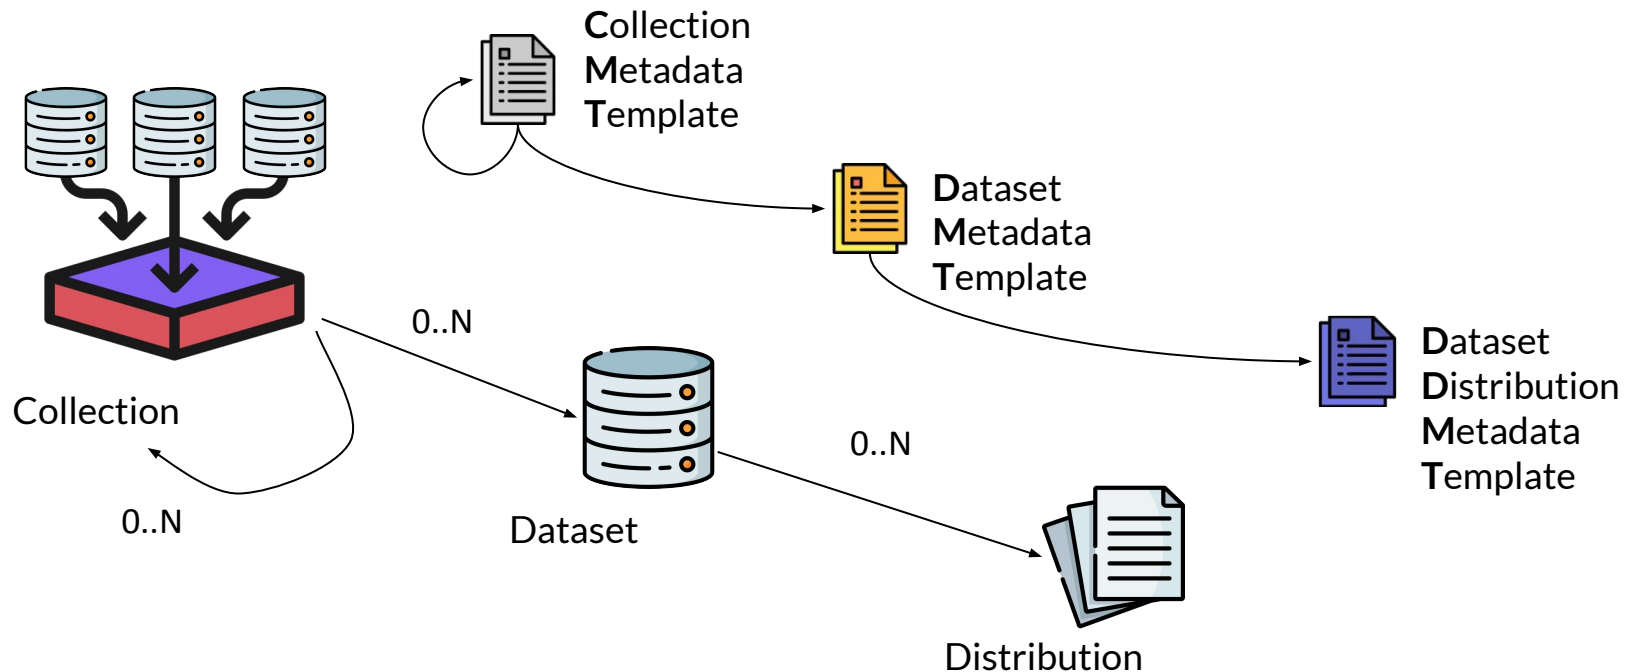 Collection
Metadata
Template
Dataset
Metadata
Template
0..N
Dataset
Distribution
Metadata
Template
Collection
0..N
0..N
Dataset
Distribution